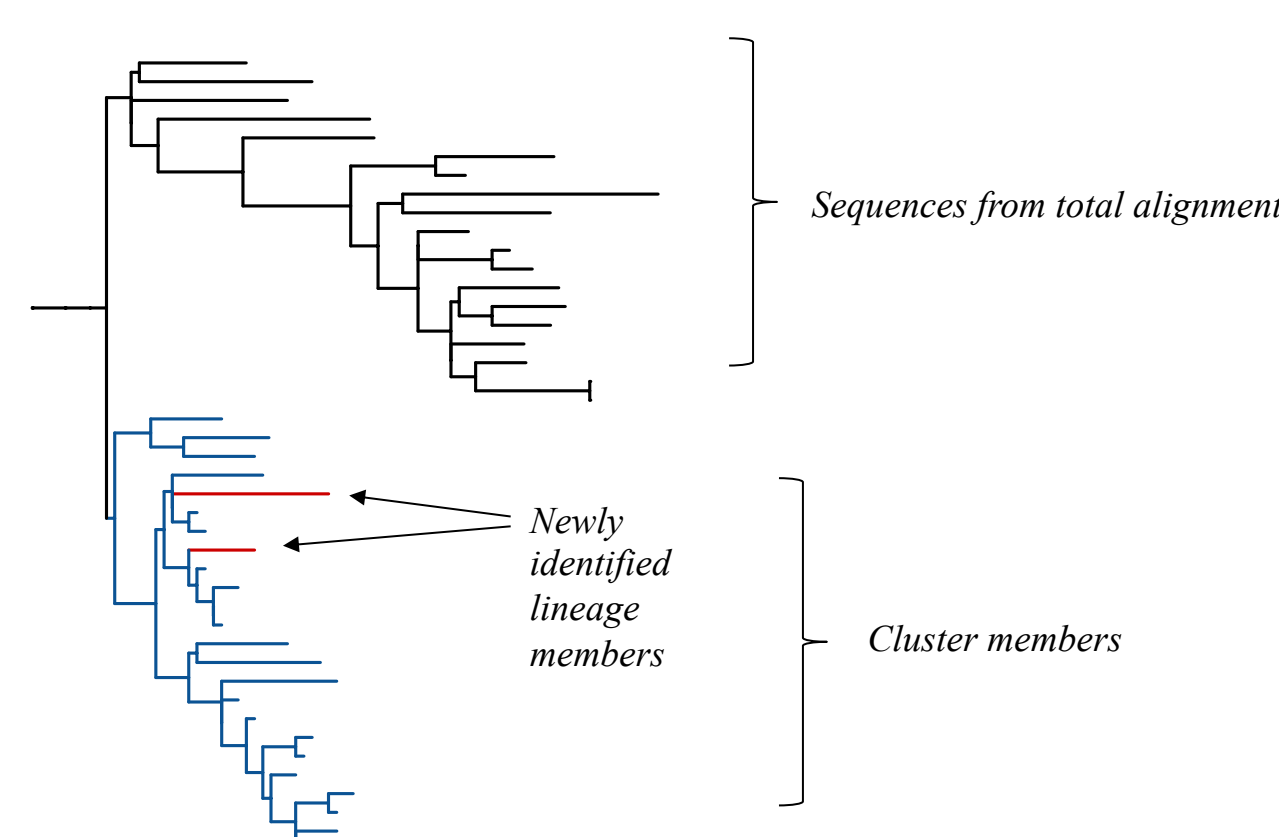 Sequences from total alignment
Newly
identified
lineage
members
Cluster members